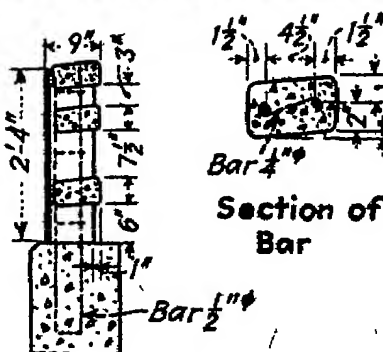 9"
3"
2'-4"
7½"
6"
1"
Bar ½"ϕ
1½" 4½" 1½"
2"
Bar ¼"ϕ
Section of
Bar